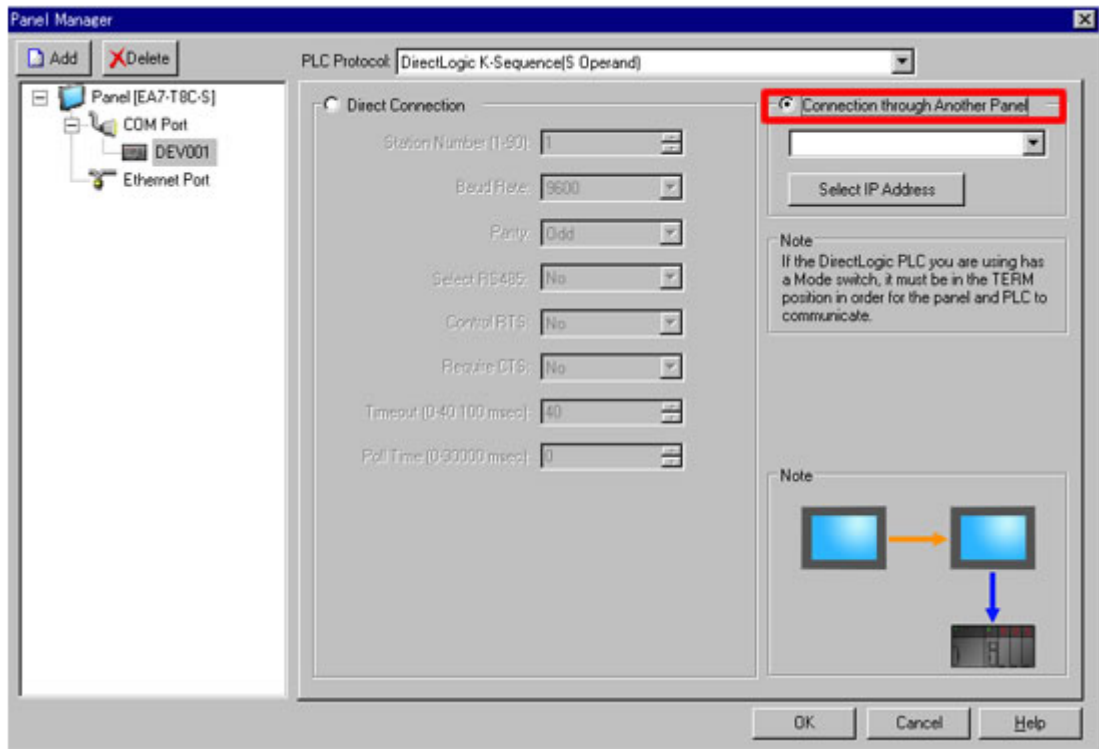 Panel Manager
Add
Delete
PLC Protocol: DirectLogic K-Sequence(S Operand)
Panel [EA7-T8C-S]
COM Port
DEV001
Ethernet Port
Direct Connection
Station Number (1-90): 1
Baud Rate: 9600
Parity: Odd
Select RS485: No
Control RTS: No
Require CTS: No
Timeout (0-40,100 msec): 40
Poll Time (0-30000 msec): 0
Connection through Another Panel
Select IP Address
Note
If the DirectLogic PLC you are using has
a Mode switch, it must be in the TERM
position in order for the panel and PLC to
communicate.
Note
OK
Cancel
Help